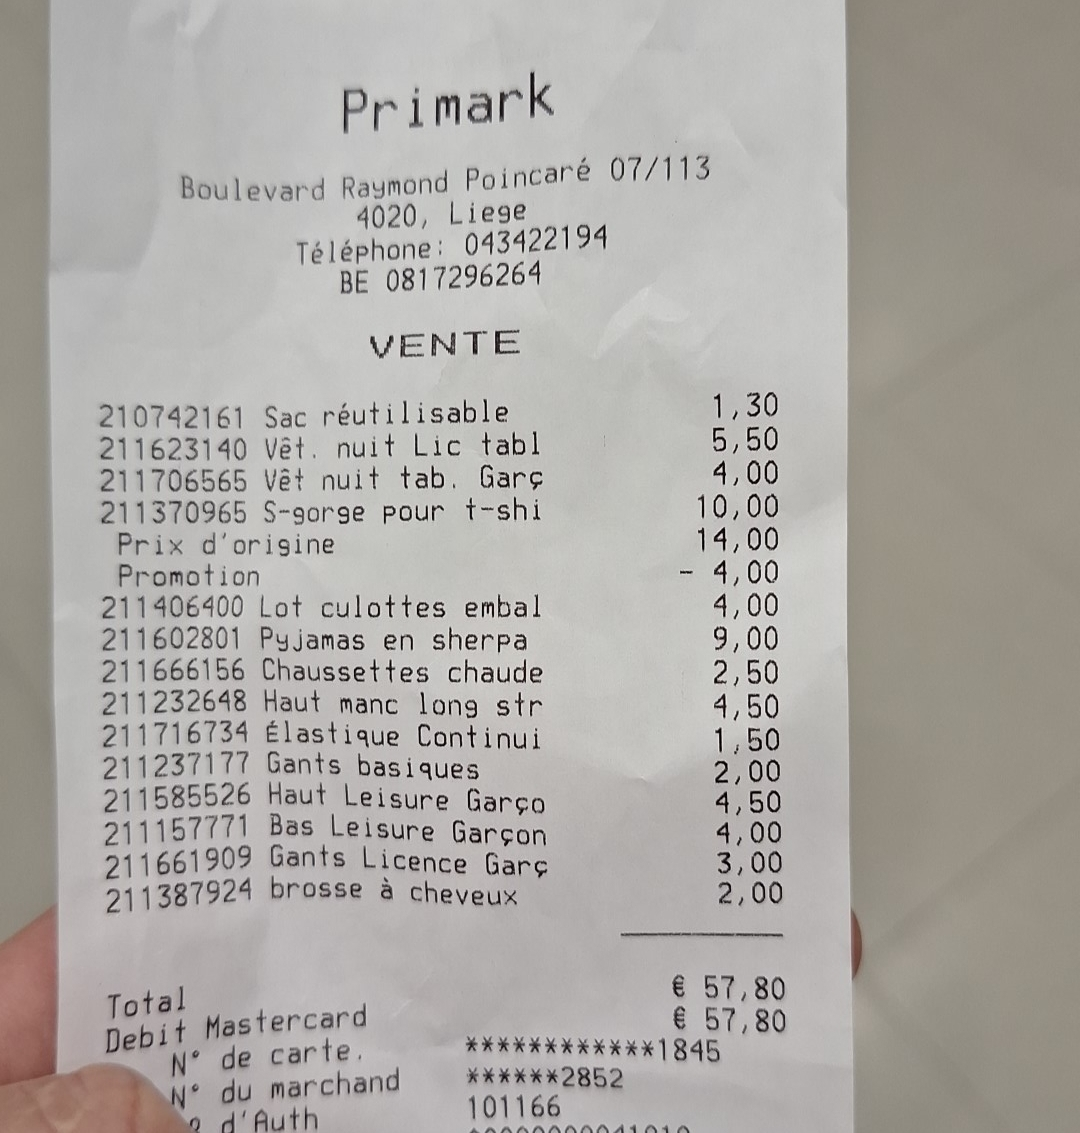 Primark
Boulevard Raymond Poincaré 07/113
4020, Liege
Téléphone: 043422194
BE 0817296264
VENTE
210742161 Sac réutilisable 1,30
211623140 Vêt. nuit Lic tabl 5,50
211706565 Vêt nuit tab. Garç 4,00
211370965 S-gorge pour t-shi 10,00
Prix d'origine 14,00
Promotion - 4,00
211406400 Lot culottes embal 4,00
211602801 Pyjamas en sherpa 9,00
211666156 Chaussettes chaude 2,50
211232648 Haut manc long str 4,50
211716734 Élastique Continui 1,50
211237177 Gants basiques 2,00
211585526 Haut Leisure Garço 4,50
211157771 Bas Leisure Garçon 4,00
211661909 Gants Licence Garç 3,00
211387924 brosse à cheveux 2,00
Total € 57,80
Debit Mastercard € 57,80
N° de carte. ************1845
N° du marchand ******2852
d'Auth 101166